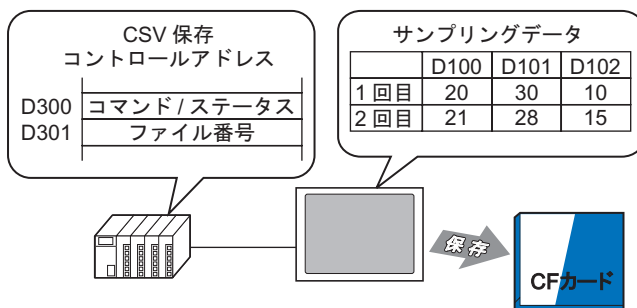 CSV 保存
コントロールアドレス
D300 コマンド / ステータス
D301 ファイル番号
サンプリングデータ
D100 D101 D102
1 回目 20 30 10
2 回目 21 28 15
保存
CFカード